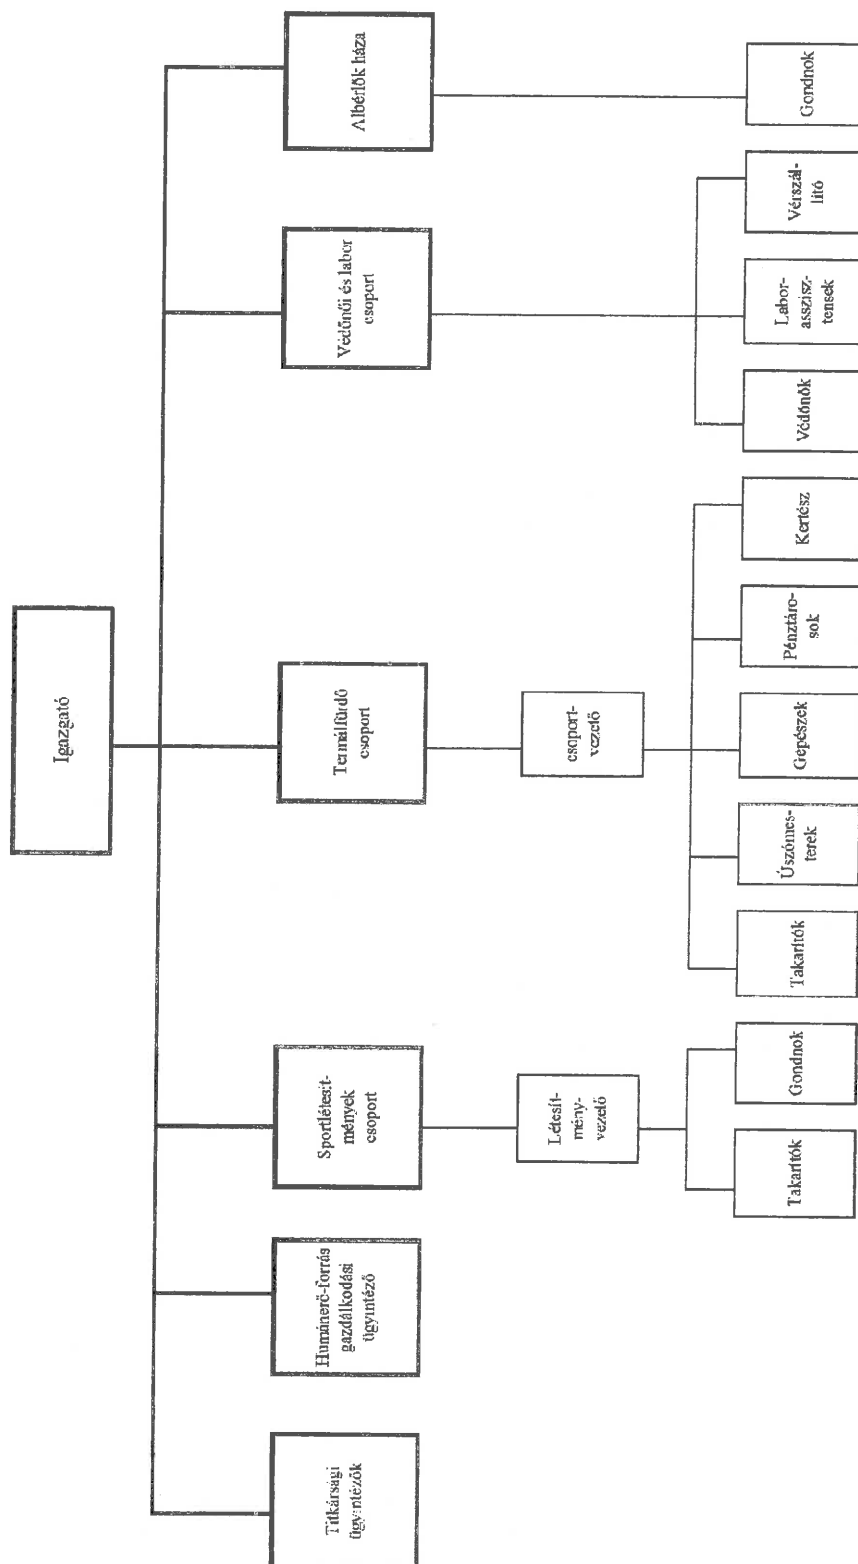 Igazgató
Titkársági
ügyintézők
Humánerő-forrás
gazdálkodási
ügyintéző
Sportlétesít-
mények
csoport
Termálfürdő
csoport
Védőnői és labor
csoport
Albérlők háza
Létesít-
mény-
vezető
csoport-
vezető
Takarítók
Gondnok
Takarítók
Úszómes-
terek
Gépészek
Pénztáro-
sok
Kertész
Védőnők
Labor-
asszisz-
tensek
Vérszál-
lító
Gondnok